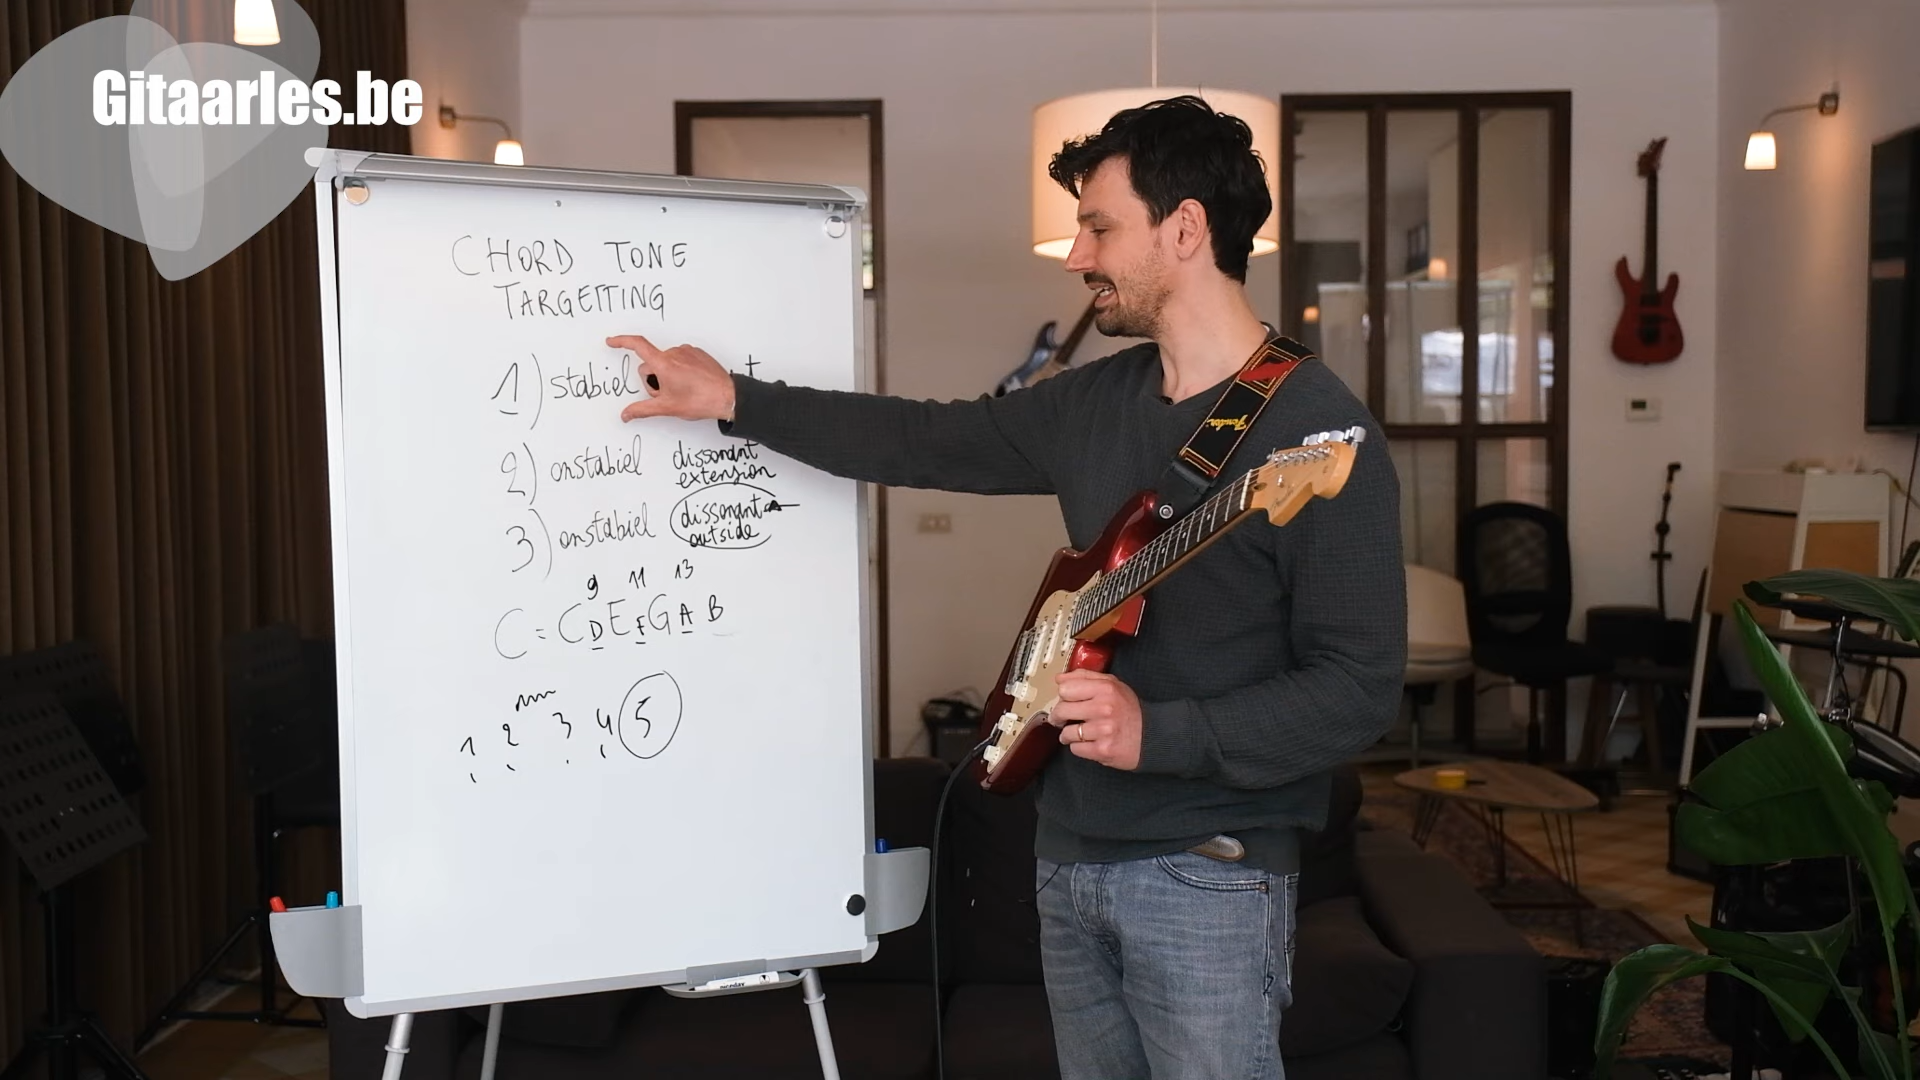 Gitaarles.be
CHORD TONE
TARGETTING
1) stabiel
2) onstabiel dissonant
extension
3) onstabiel dissonant
outside
9 11 13
C = C D E F G A B
1 2 3 4 5
Fender